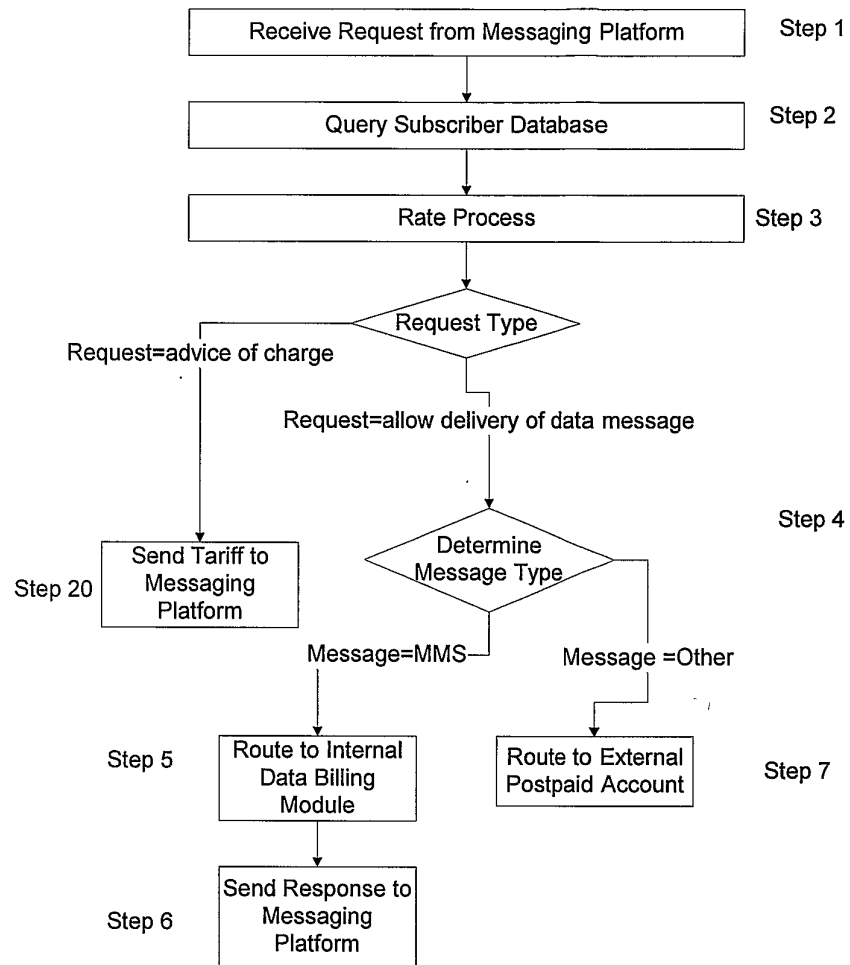 Receive Request from Messaging Platform
Step 1
Query Subscriber Database
Step 2
Rate Process
Step 3
Request Type
Request=advice of charge
Request=allow delivery of data message
Step 4
Determine
Message Type
Send Tariff to
Messaging
Platform
Step 20
Message=MMS
Message =Other
Step 5
Route to Internal
Data Billing
Module
Route to External
Postpaid Account
Step 7
Send Response to
Messaging
Platform
Step 6